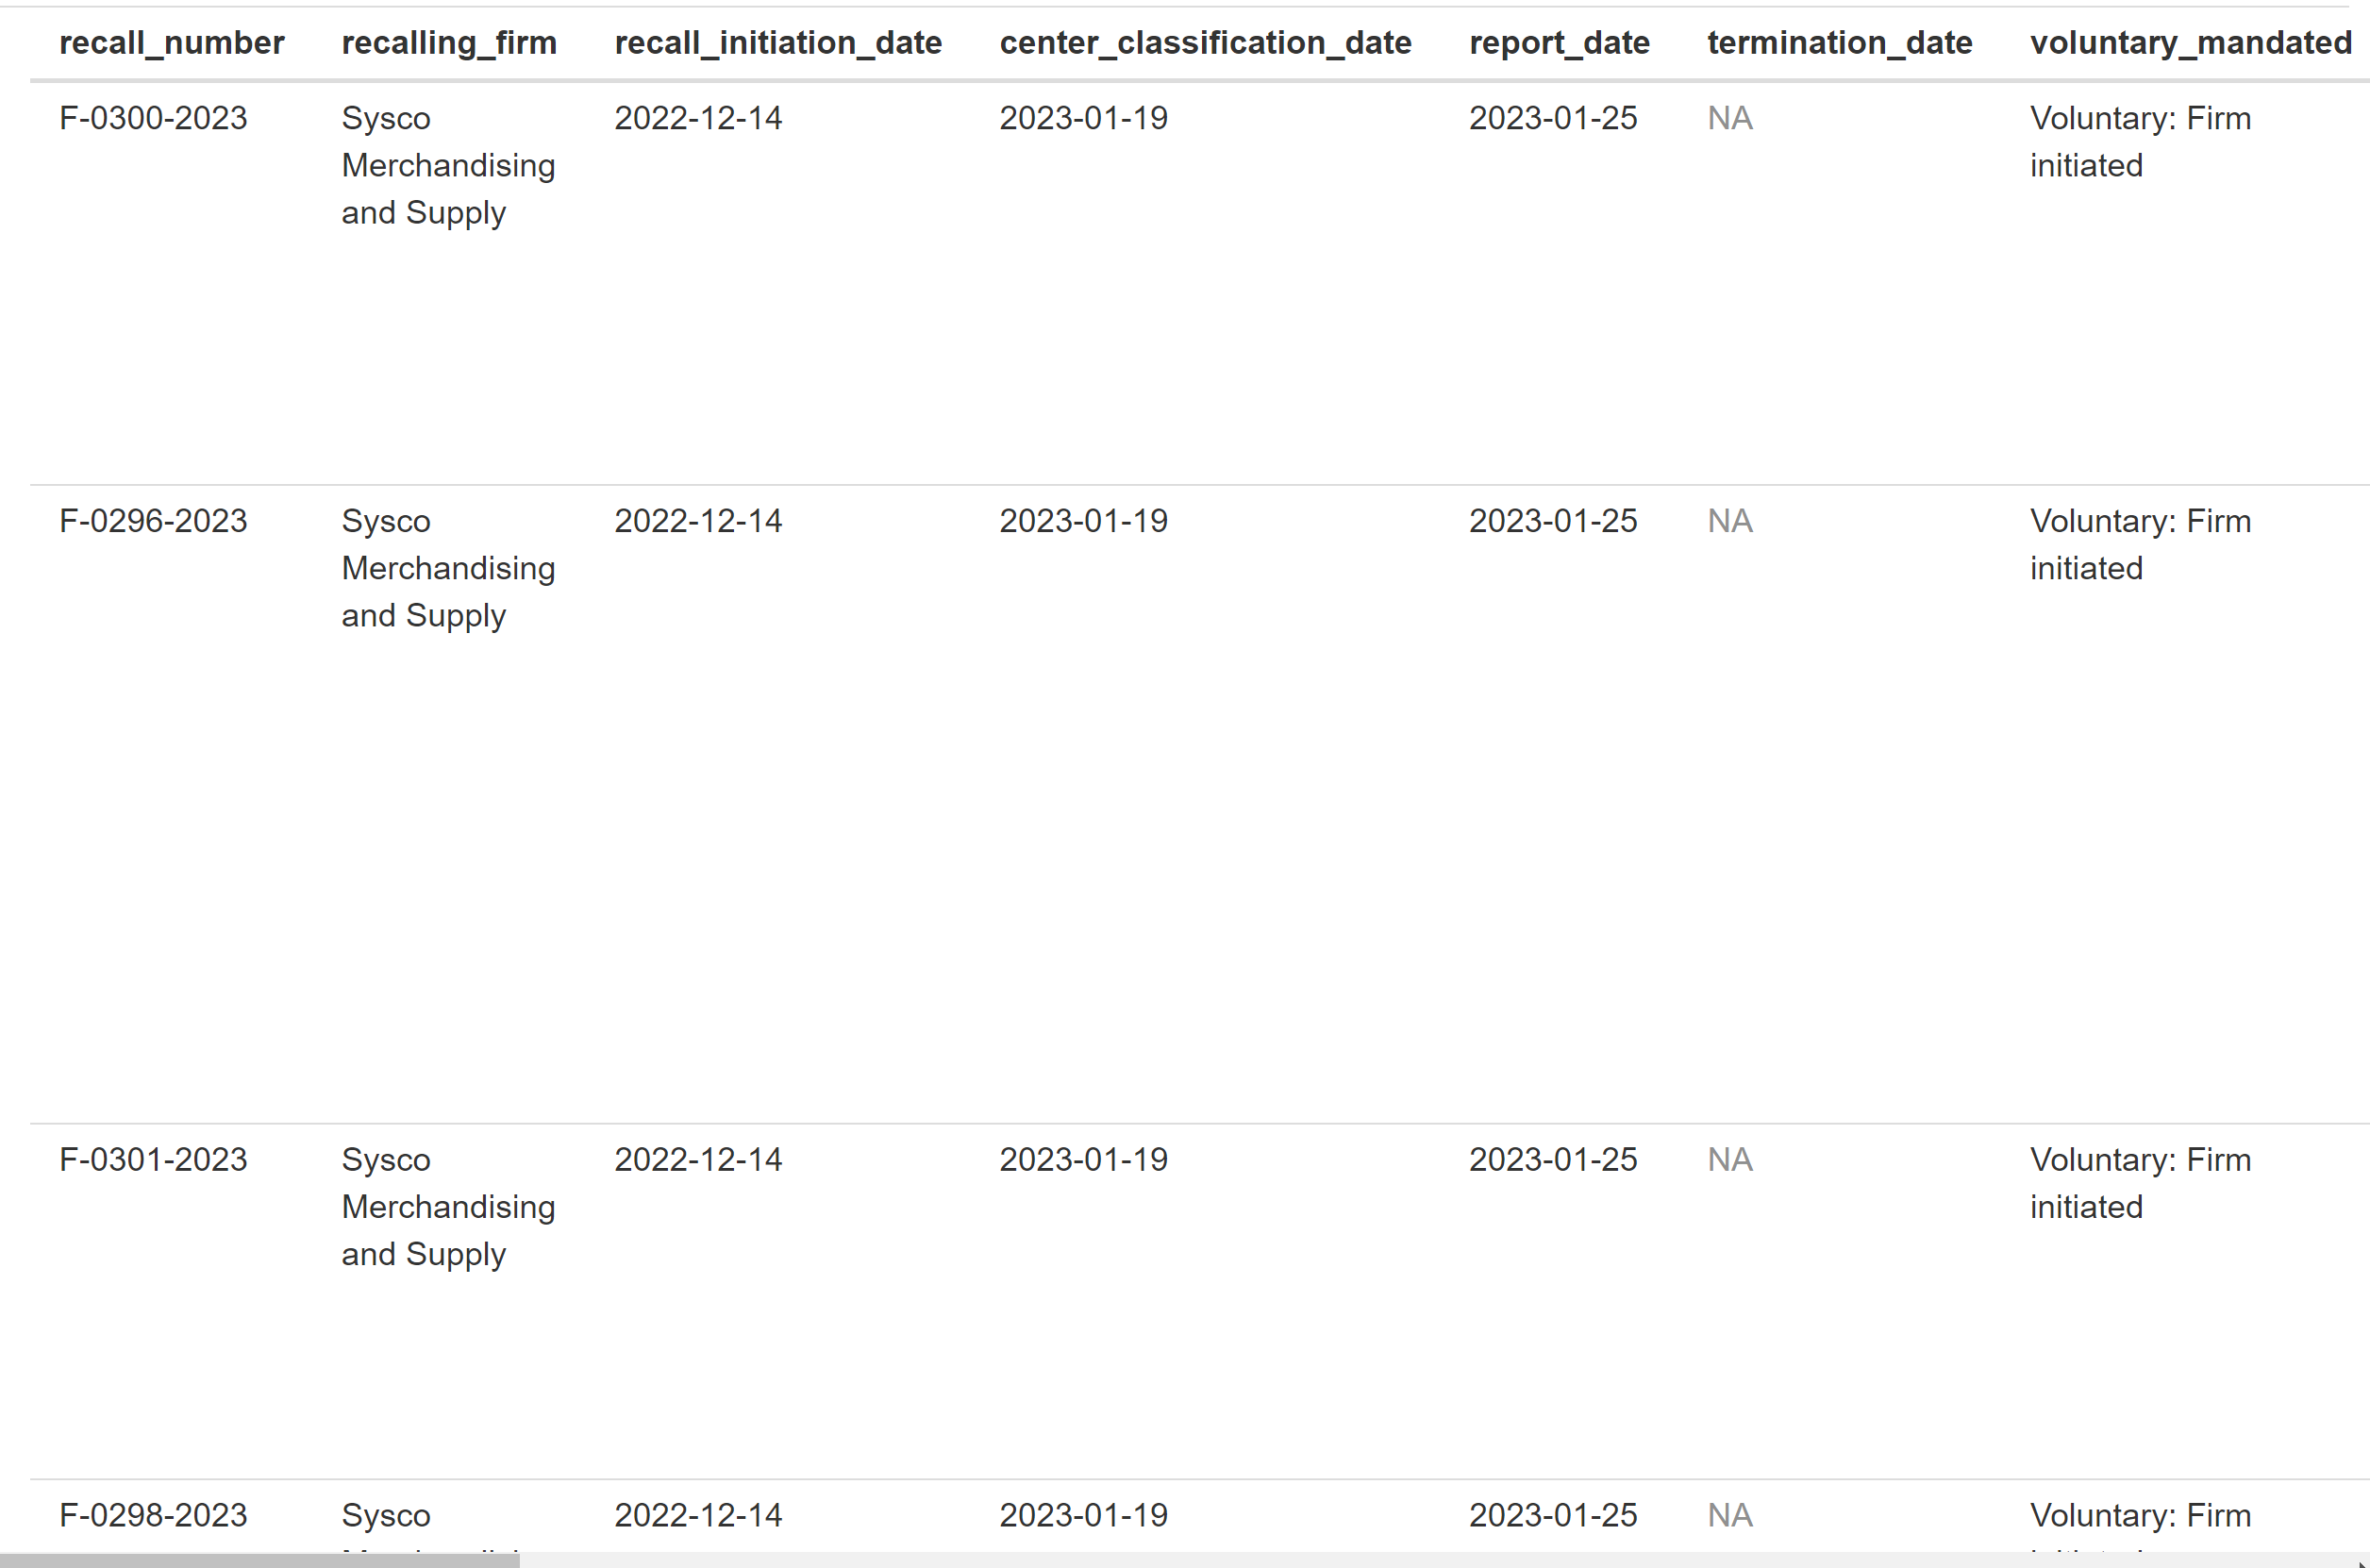 recall_number recalling_firm recall_initiation_date center_classification_date report_date termination_date voluntary_mandated
F-0300-2023 Sysco 2022-12-14 2023-01-19 2023-01-25 NA Voluntary: Firm
Merchandising initiated
and Supply
F-0296-2023 Sysco 2022-12-14 2023-01-19 2023-01-25 NA Voluntary: Firm
Merchandising initiated
and Supply
F-0301-2023 Sysco 2022-12-14 2023-01-19 2023-01-25 NA Voluntary: Firm
Merchandising initiated
and Supply
F-0298-2023 Sysco 2022-12-14 2023-01-19 2023-01-25 NA Voluntary: Firm